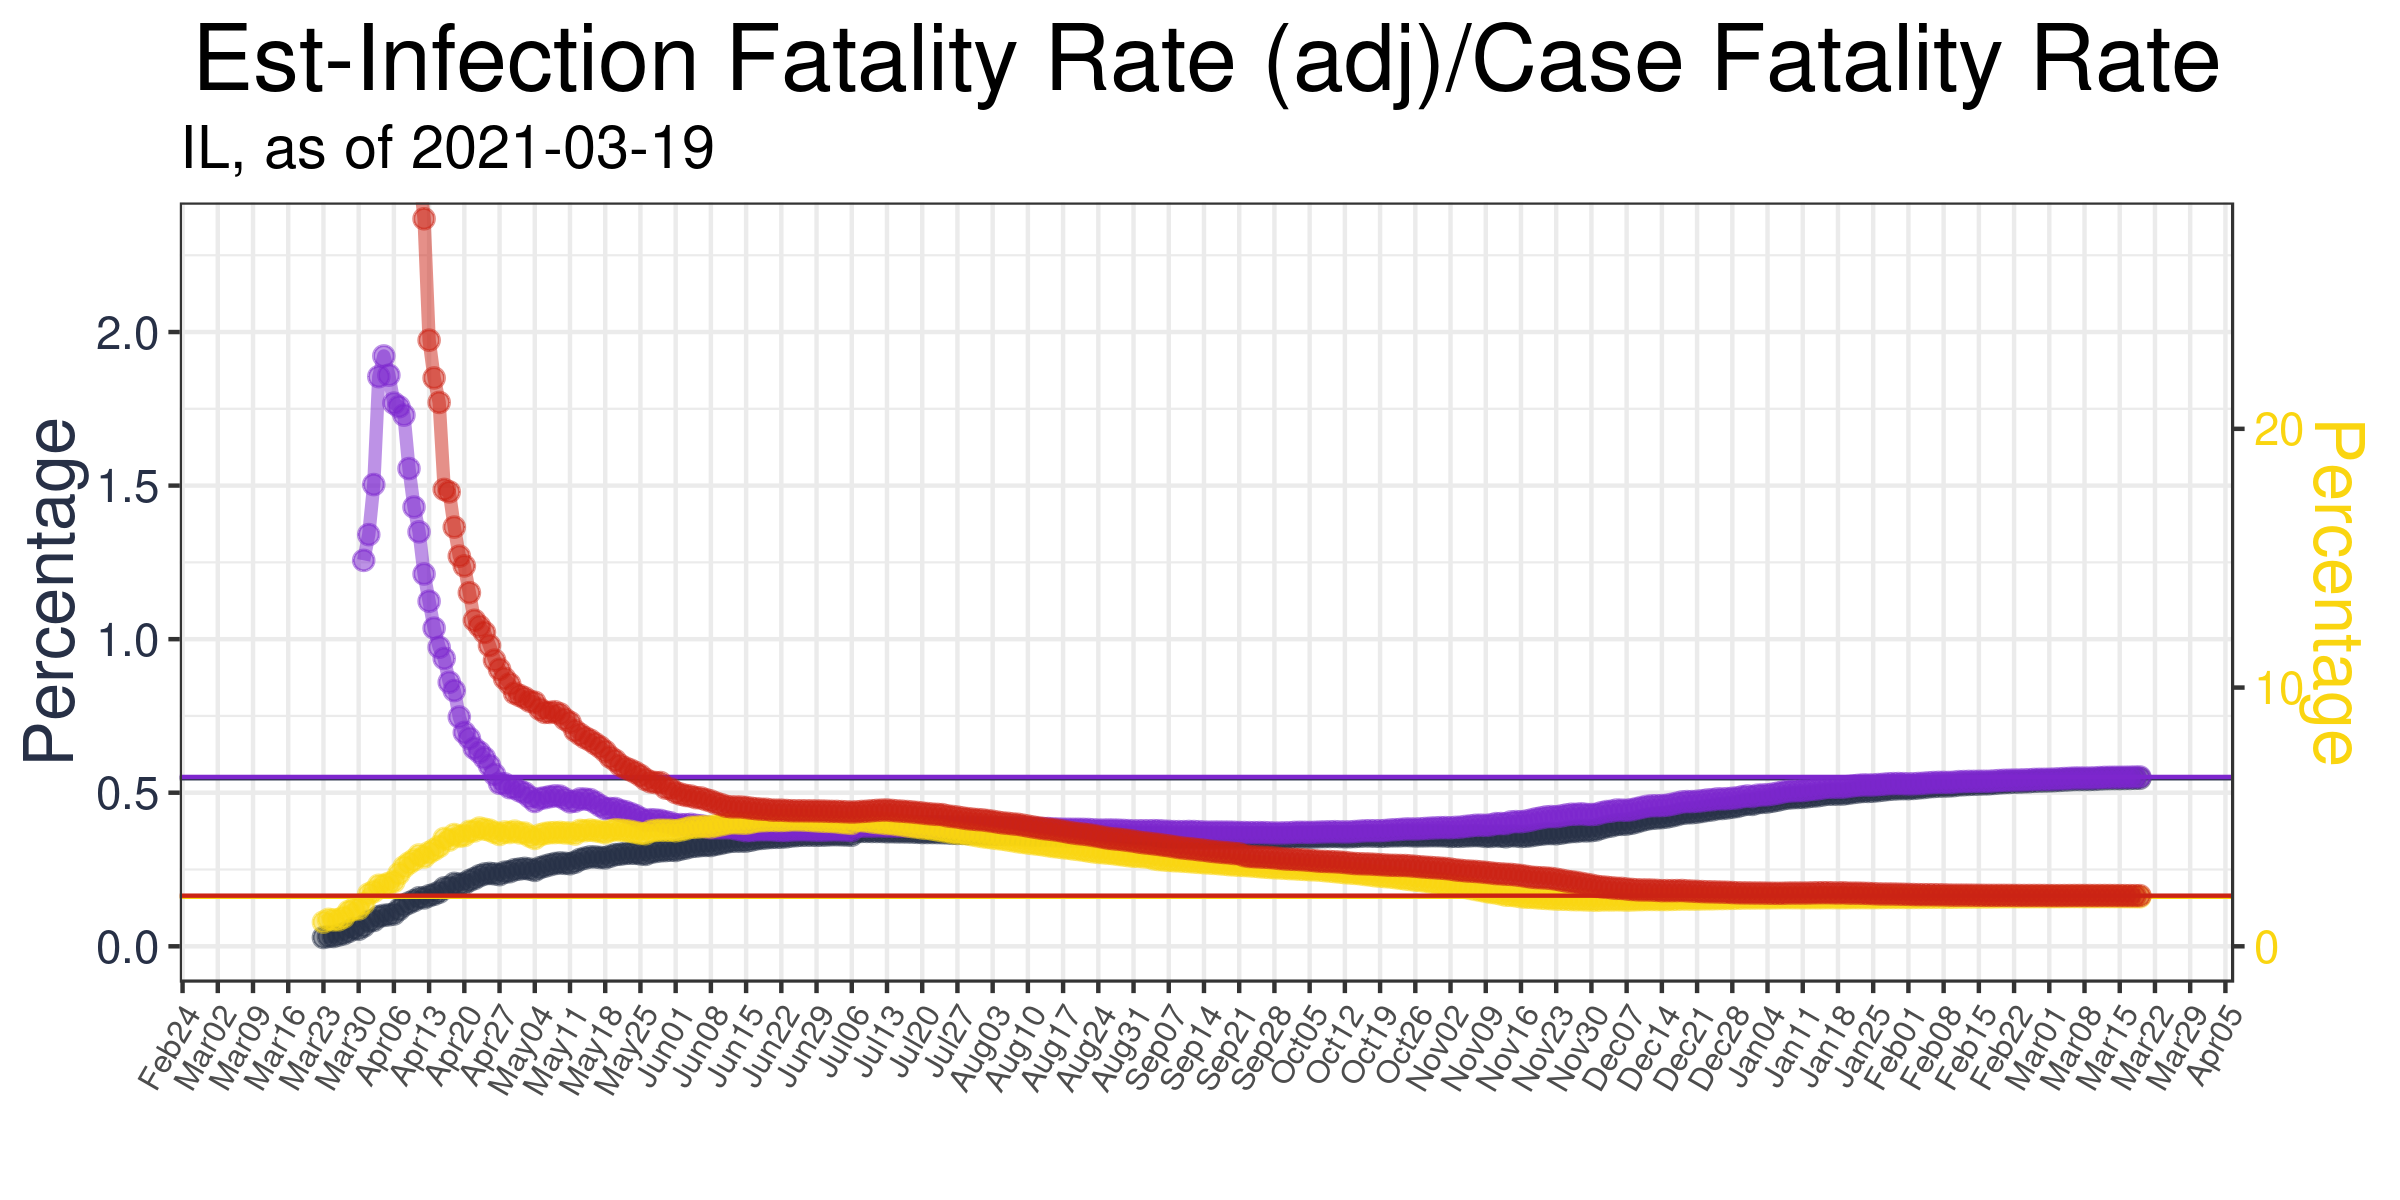 Est-Infection Fatality Rate (adj)/Case Fatality Rate
IL, as of 2021-03-19
Percentage
2.0
1.5
1.0
0.5
0.0
20
10
0
Percentage
Feb24
Mar02
Mar09
Mar16
Mar23
Mar30
Apr06
Apr13
Apr20
Apr27
May04
May11
May18
May25
Jun01
Jun08
Jun15
Jun22
Jun29
Jul06
Jul13
Jul20
Jul27
Aug03
Aug10
Aug17
Aug24
Aug31
Sep07
Sep14
Sep21
Sep28
Oct05
Oct12
Oct19
Oct26
Nov02
Nov09
Nov16
Nov23
Nov30
Dec07
Dec14
Dec21
Dec28
Jan04
Jan11
Jan18
Jan25
Feb01
Feb08
Feb15
Feb22
Mar01
Mar08
Mar15
Mar22
Mar29
Apr05